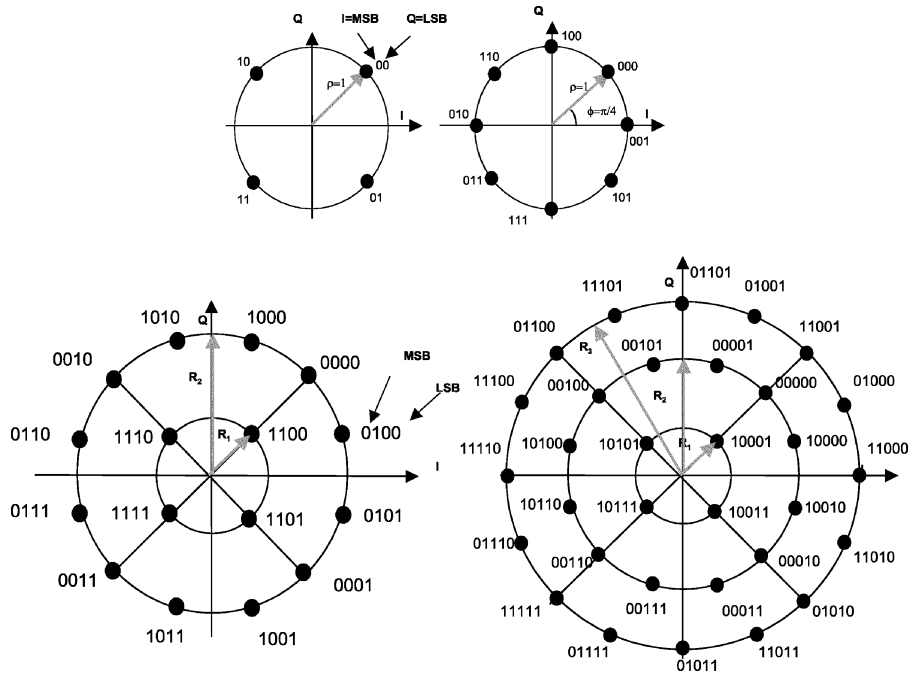 Q I=MSB Q=LSB
10 00
ρ=1
I
11 01
Q
100
110 000
ρ=1
ϕ=π/4
010 I
001
011 101
111
Q
1010 1000
0010 0000
R2
MSB
LSB
0110 1110 R1 1100 0100
I
0111 1111 1101 0101
0011 0001
1011 1001
Q 01101
11101 01001
01100 11001
R3
00101 00001
11100 00100 R2 00000 01000
10100 10101 R1 10001 10000
11110 11000
I
10110 10111 10011 10010
01110 00110 00010 11010
11111 00111 00011 01010
01111 01011 11011